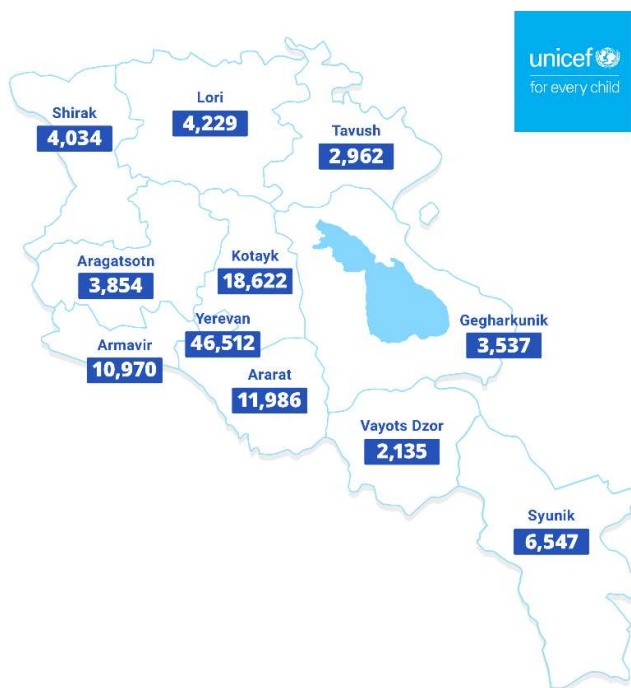 unicef
for every child
Lori
4,229
Shirak
4,034
Tavush
2,962
Aragatsotn
3,854
Kotayk
18,622
Yerevan
46,512
Gegharkunik
3,537
Armavir
10,970
Ararat
11,986
Vayots Dzor
2,135
Syunik
6,547